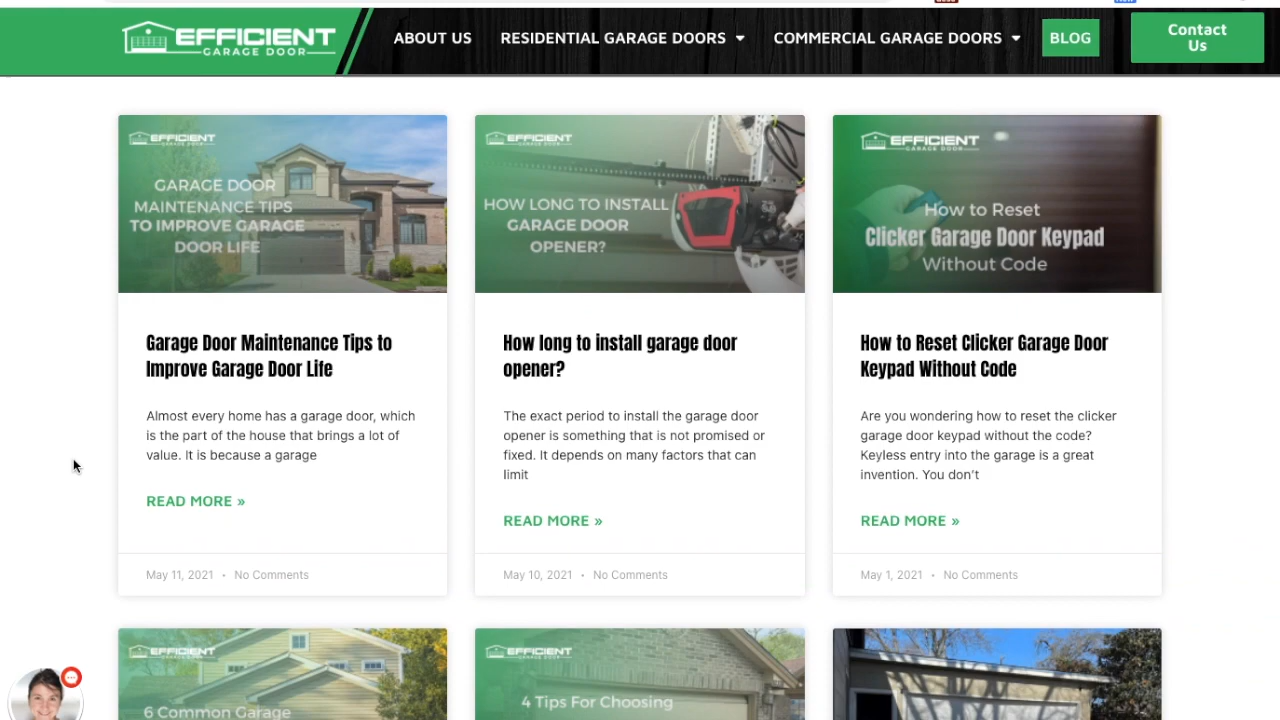 EFFICIENT
GARAGE DOOR
ABOUT US
RESIDENTIAL GARAGE DOORS
COMMERCIAL GARAGE DOORS
BLOG
Contact
Us
EFFICIENT
GARAGE DOOR
MAINTENANCE TIPS
TO IMPROVE GARAGE
DOOR LIFE
Garage Door Maintenance Tips to
Improve Garage Door Life
Almost every home has a garage door, which
is the part of the house that brings a lot of
value. It is because a garage
READ MORE »
May 11, 2021 • No Comments
EFFICIENT
HOW LONG TO INSTALL
GARAGE DOOR
OPENER?
How long to install garage door
opener?
The exact period to install the garage door
opener is something that is not promised or
fixed. It depends on many factors that can
limit
READ MORE »
May 10, 2021 • No Comments
EFFICIENT
GARAGE DOOR
How to Reset
Clicker Garage Door Keypad
Without Code
How to Reset Clicker Garage Door
Keypad Without Code
Are you wondering how to reset the clicker
garage door keypad without the code?
Keyless entry into the garage is a great
invention. You don't
READ MORE »
May 1, 2021 • No Comments
EFFICIENT
6 Common Garage
EFFICIENT
4 Tips For Choosing